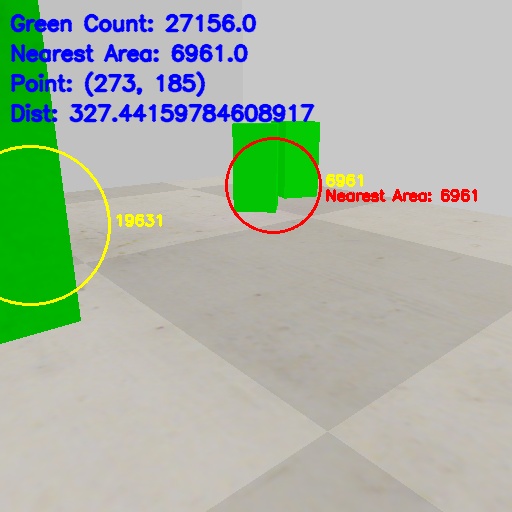 Green Count: 27156.0
Nearest Area: 6961.0
Point: (273, 185)
Dist: 327.44159784608917
6961
Nearest Area: 6961
19631